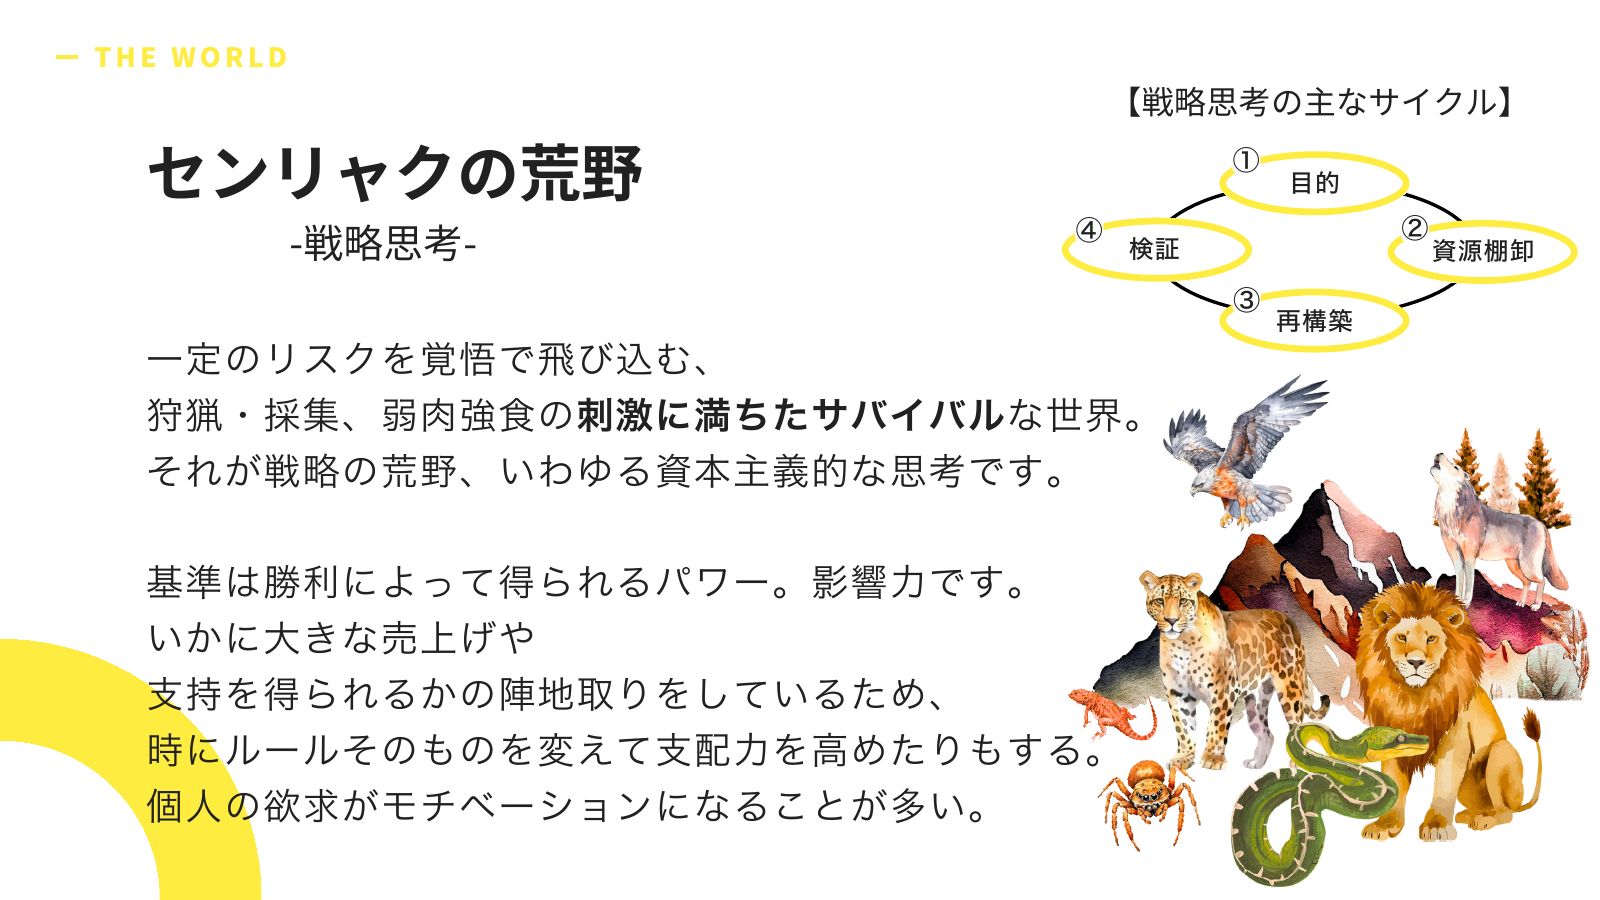 — THE WORLD
センリャクの荒野
-戦略思考-
一定のリスクを覚悟で飛び込む、
狩猟・採集、弱肉強食の刺激に満ちたサバイバルな世界。
それが戦略の荒野、いわゆる資本主義的な思考です。
基準は勝利によって得られるパワー。影響力です。
いかに大きな売上げや
支持を得られるかの陣地取りをしているため、
時にルールそのものを変えて支配力を高めたりもする。
個人の欲求がモチベーションになることが多い。
【戦略思考の主なサイクル】
①
目的
②
資源棚卸
③
再構築
④
検証